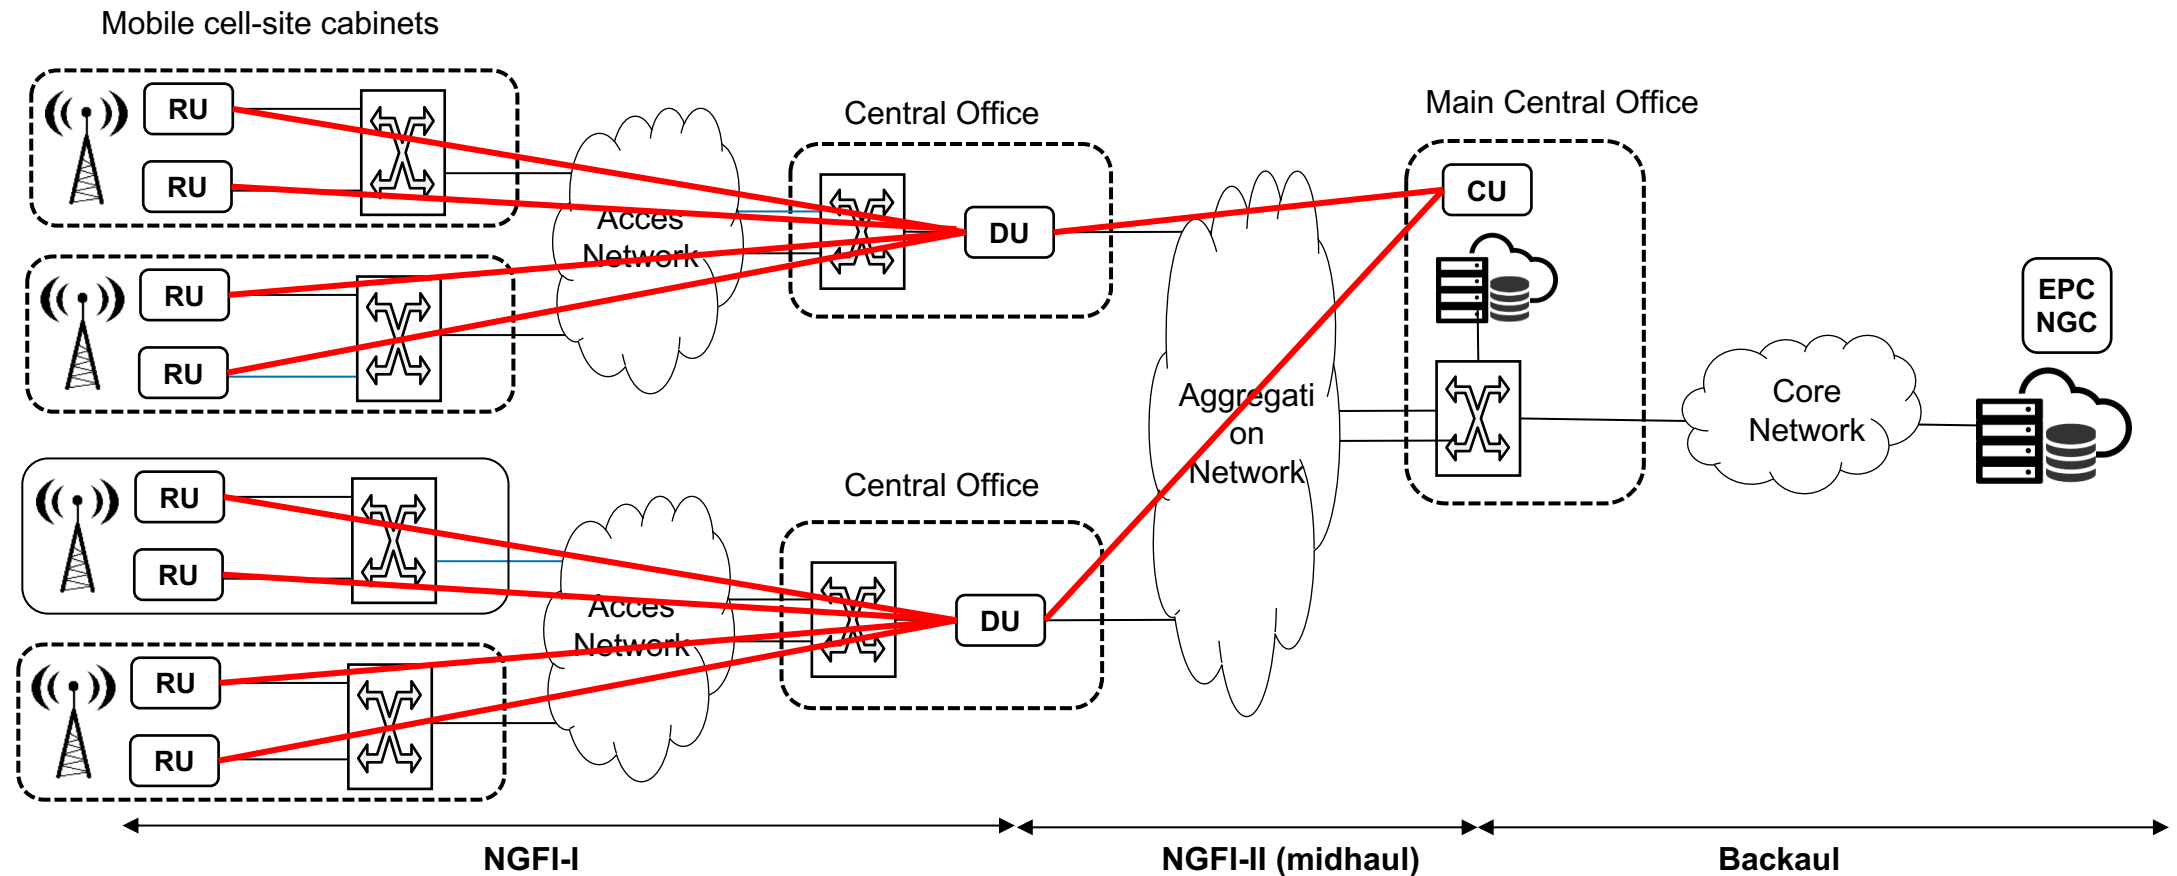 Mobile cell-site cabinets
RU
RU
RU
RU
RU
RU
RU
RU
Acces
Network
Acces
Network
Central Office
DU
Central Office
DU
Aggregati
on
Network
Main Central Office
CU
Core
Network
EPC
NGC
NGFI-I
NGFI-II (midhaul)
Backaul